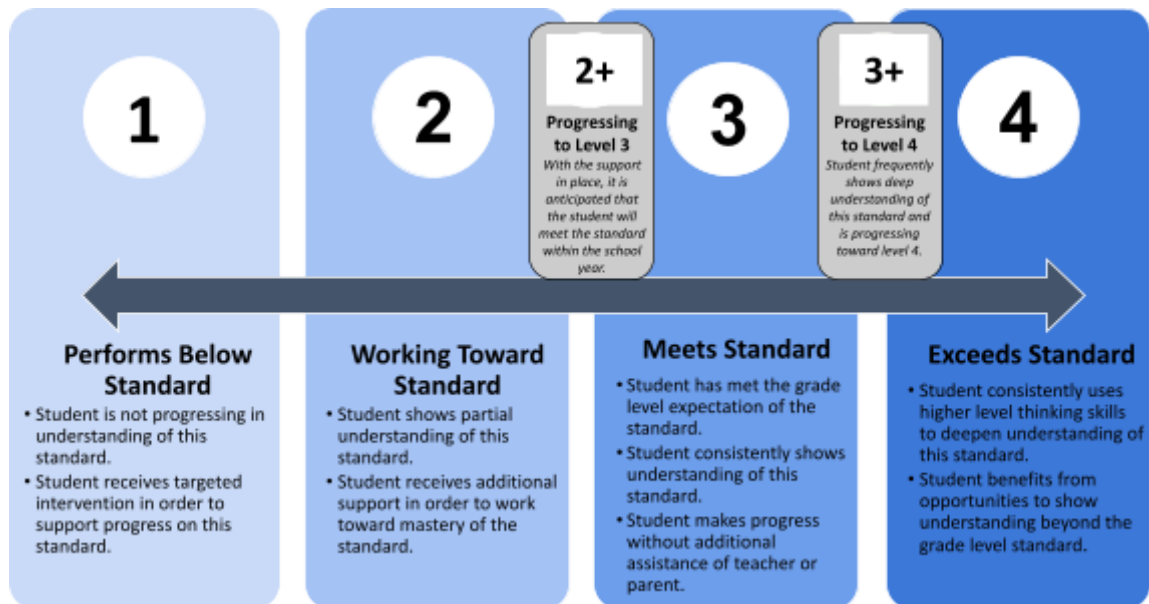 1
Performs Below
Standard
• Student is not progressing in
understanding of this
standard.
• Student receives targeted
intervention in order to
support progress on this
standard.
2
Working Toward
Standard
• Student shows partial
understanding of this
standard.
• Student receives additional
support in order to work
toward mastery of the
standard.
2+
Progressing
to Level 3
With the support
in place, it is
anticipated that
the student will
meet the standard
within the school
year.
3
Meets Standard
• Student has met the grade
level expectation of the
standard.
• Student consistently shows
understanding of this
standard.
• Student makes progress
without additional
assistance of teacher or
parent.
3+
Progressing
to Level 4
Student frequently
shows deep
understanding of
this standard and
is progressing
toward level 4.
4
Exceeds Standard
• Student consistently uses
higher level thinking skills
to deepen understanding of
this standard.
• Student benefits from
opportunities to show
understanding beyond the
grade level standard.